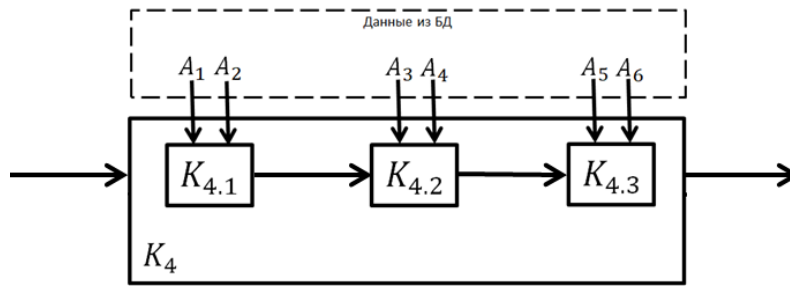 Данные из БД
A₁ A₂ A₃ A₄ A₅ A₆
K₄.₁ K₄.₂ K₄.₃
K₄